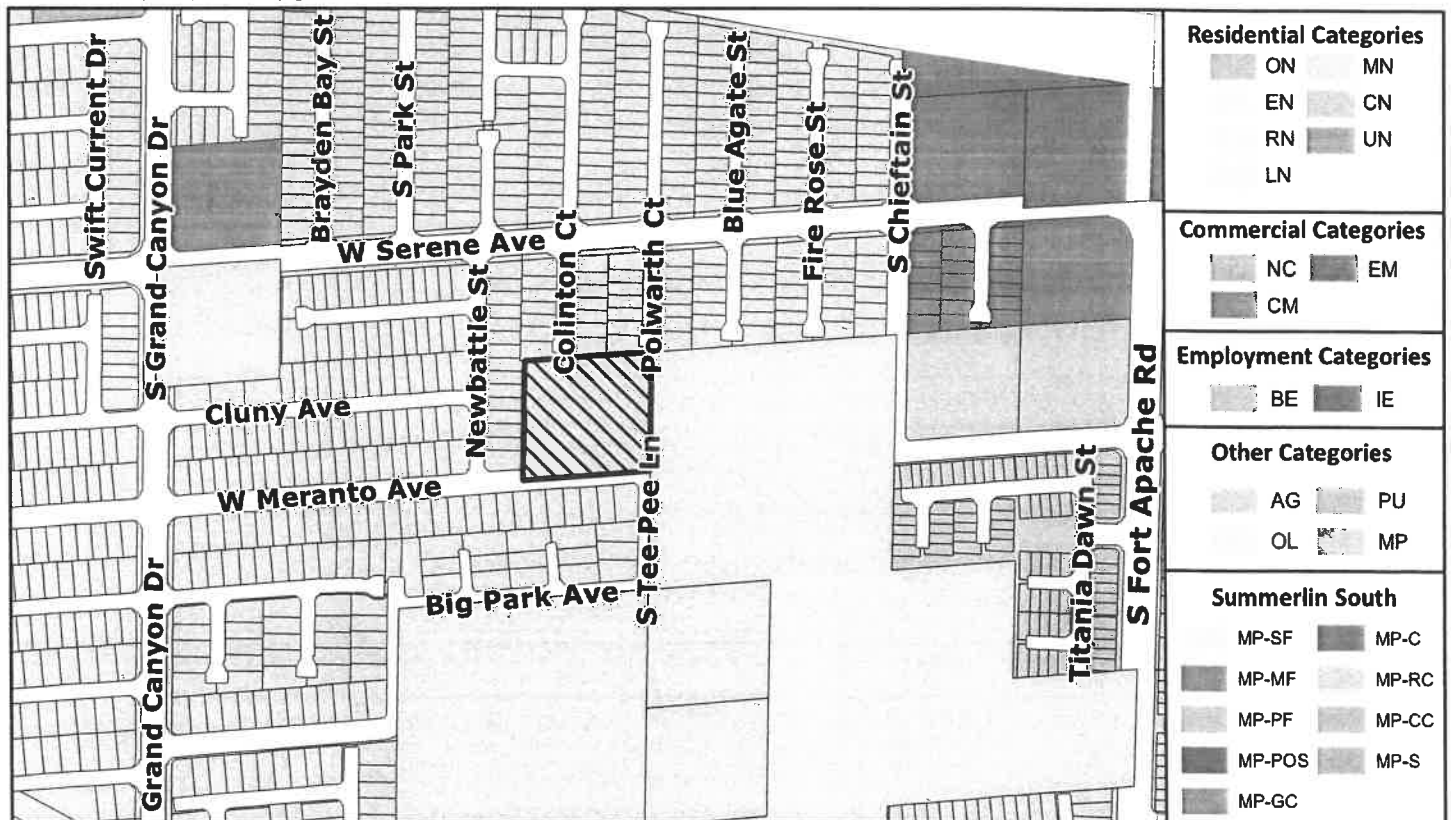 Swift Current Dr
S Grand Canyon Dr
Brayden Bay St
S Park St
W Serene Ave
Newbattle St
Colinton Ct
Polwarth Ct
Blue Agate St
Fire Rose St
S Chieftain St
Cluny Ave
W Meranto Ave
Big Park Ave
S Tee Pee Ln
Titania Dawn St
S Fort Apache Rd
Grand Canyon Dr
Residential Categories
ON MN
EN CN
RN UN
LN
Commercial Categories
NC EM
CM
Employment Categories
BE IE
Other Categories
AG PU
OL MP
Summerlin South
MP-SF MP-C
MP-MF MP-RC
MP-PF MP-CC
MP-POS MP-S
MP-GC